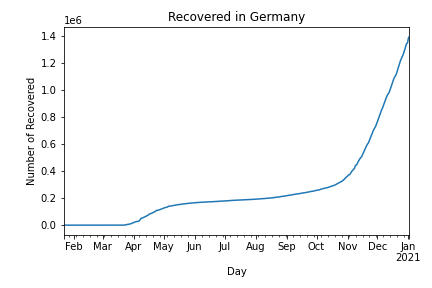 Recovered in Germany
1e6
1.4
1.2
1.0
0.8
0.6
0.4
0.2
0.0
Number of Recovered
Feb Mar Apr May Jun Jul Aug Sep Oct Nov Dec Jan
2021
Day